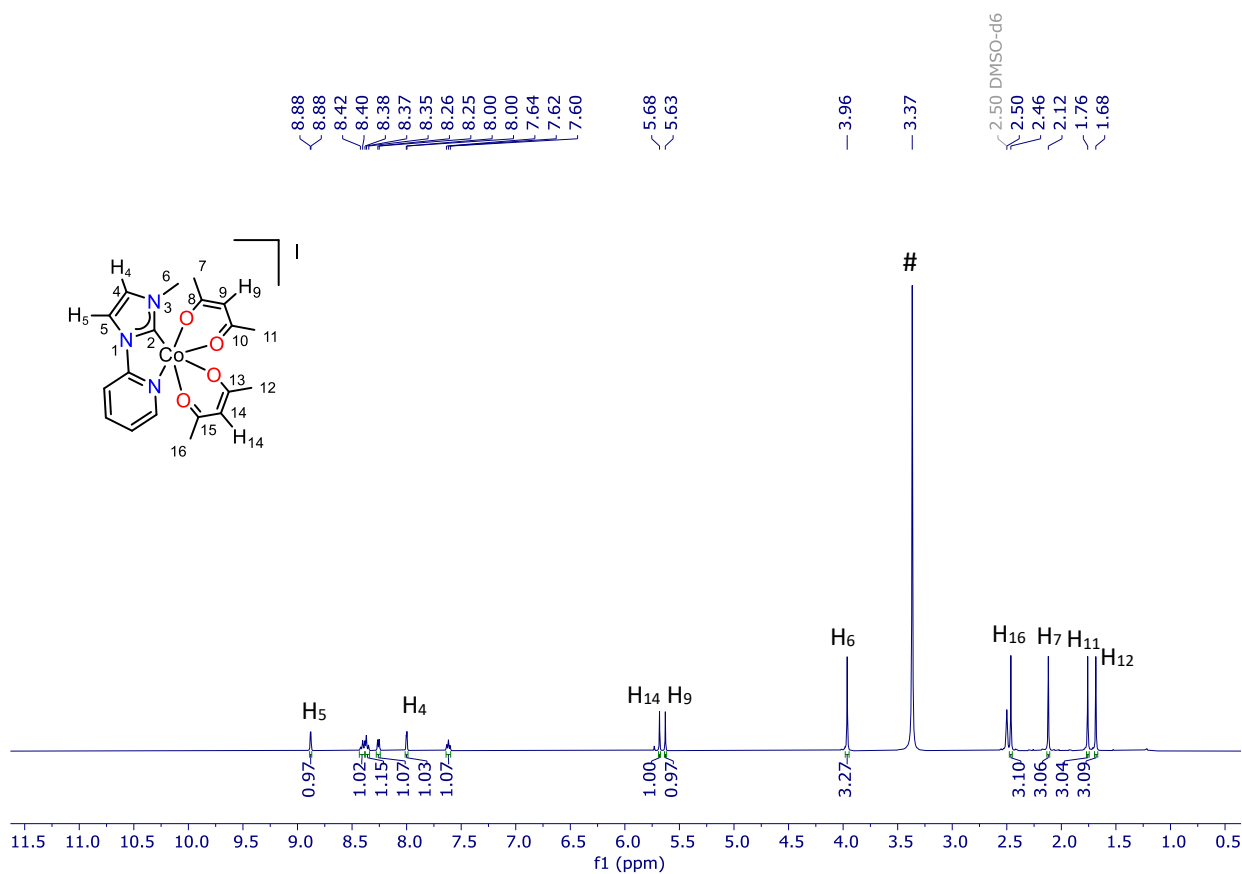 8.88
8.88
8.42
8.40
8.38
8.37
8.35
8.26
8.25
8.00
8.00
7.64
7.62
7.60
5.68
5.63
3.96
3.37
2.50 DMSO-d6
2.50
2.46
2.12
1.76
1.68
I
H4
6
7
4
N
3
8
9
H9
H5
5
O
11
N
1
2
Co
O
10
O
13
12
N
O
14
15
H14
16
#
H5
H4
H14
H9
H6
H16
H7
H11
H12
0.97
1.02
1.15
1.07
1.03
1.07
1.00
0.97
3.27
3.10
3.06
3.04
3.09
11.5 11.0 10.5 10.0 9.5 9.0 8.5 8.0 7.5 7.0 6.5 6.0 5.5 5.0 4.5 4.0 3.5 3.0 2.5 2.0 1.5 1.0 0.5
f1 (ppm)